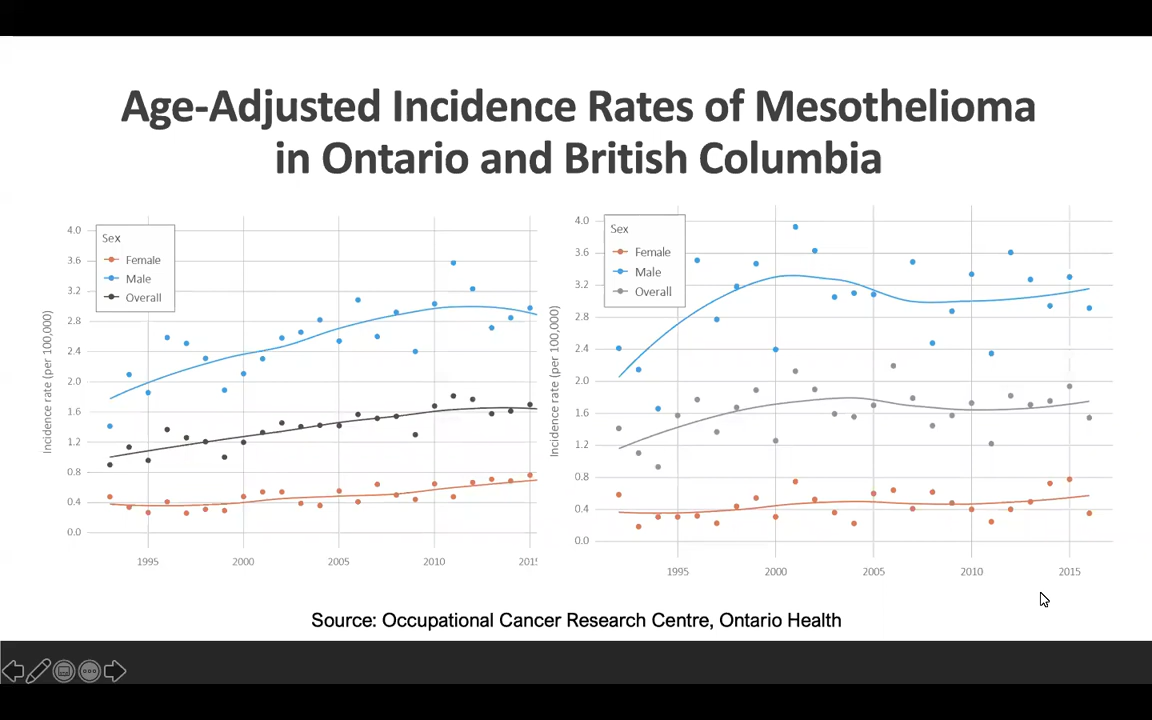 Age-Adjusted Incidence Rates of Mesothelioma
in Ontario and British Columbia
Incidence rate (per 100,000)
4.0
3.6
3.2
2.8
2.4
2.0
1.6
1.2
0.8
0.4
0.0
Sex
Female
Male
Overall
1995
2000
2005
2010
2015
Incidence rate (per 100,000)
4.0
3.6
3.2
2.8
2.4
2.0
1.6
1.2
0.8
0.4
0.0
Sex
Female
Male
Overall
1995
2000
2005
2010
2015
Source: Occupational Cancer Research Centre, Ontario Health